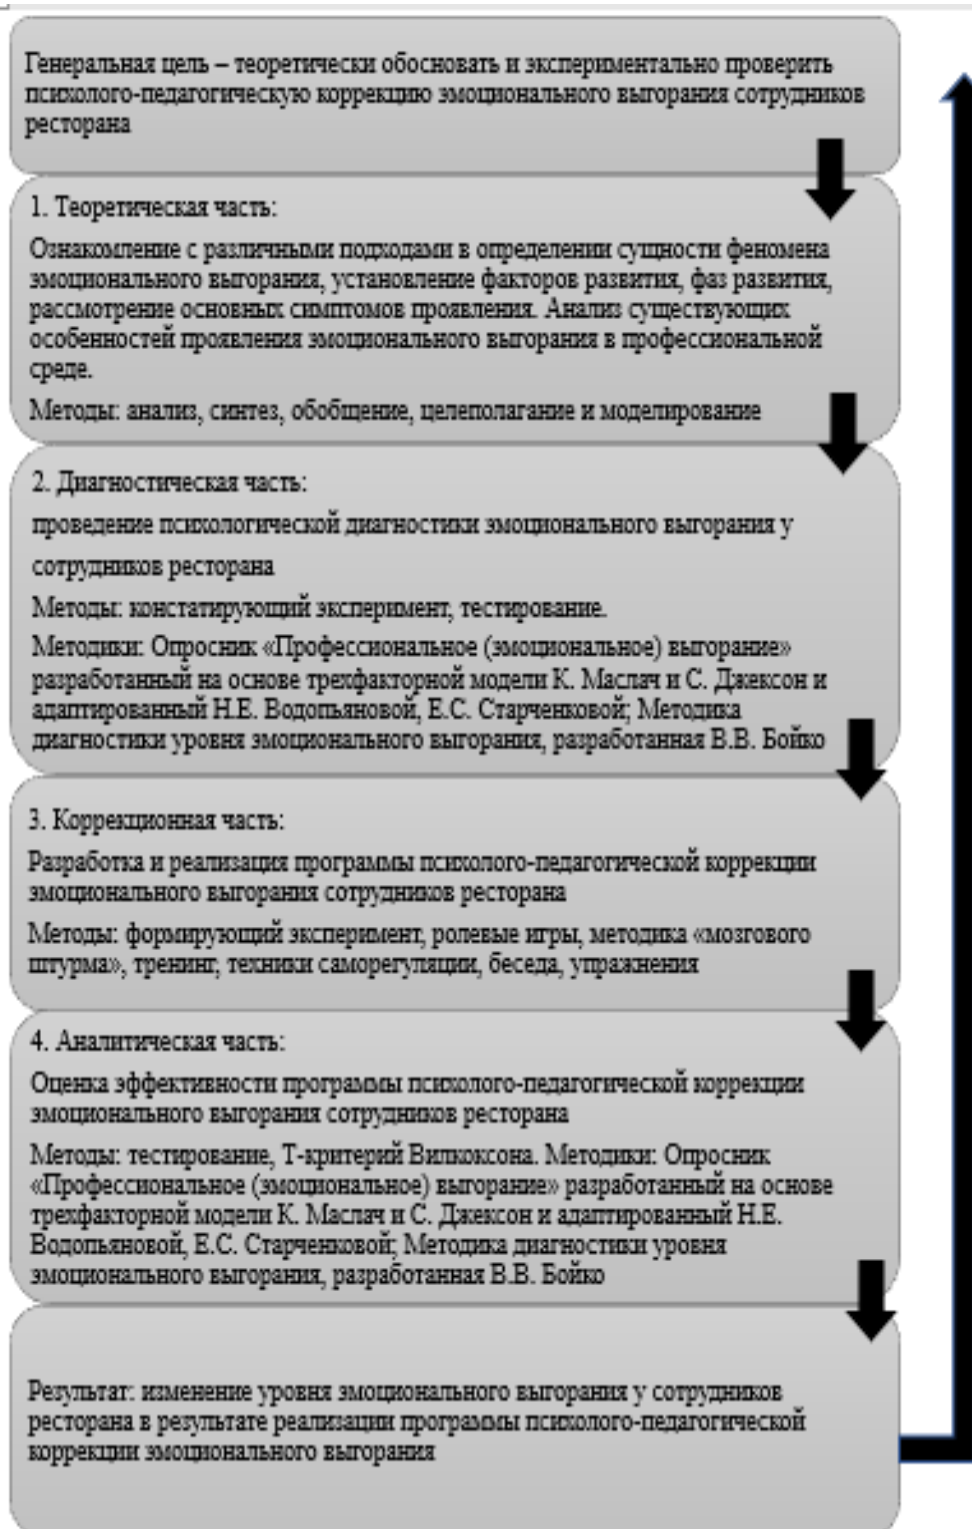 Генеральная цель – теоретически обосновать и экспериментально проверить
психолого-педагогическую коррекцию эмоционального выгорания сотрудников
ресторана
1. Теоретическая часть:
Ознакомление с различными подходами в определении сущности феномена
эмоционального выгорания, установление факторов развития, фаз развития,
рассмотрение основных симптомов проявления. Анализ существующих
особенностей проявления эмоционального выгорания в профессиональной
среде.
Методы: анализ, синтез, обобщение, целеполагание и моделирование
2. Диагностическая часть:
проведение психологической диагностики эмоционального выгорания у
сотрудников ресторана
Методы: констатирующий эксперимент, тестирование.
Методики: Опросник «Профессиональное (эмоциональное) выгорание»
разработанный на основе трехфакторной модели К. Маслач и С. Джексон и
адаптированный Н.Е. Водопьяновой, Е.С. Старченковой; Методика
диагностики уровня эмоционального выгорания, разработанная В.В. Бойко
3. Коррекционная часть:
Разработка и реализация программы психолого-педагогической коррекции
эмоционального выгорания сотрудников ресторана
Методы: формирующий эксперимент, ролевые игры, методика «мозгового
штурма», тренинг, техники саморегуляции, беседа, упражнения
4. Аналитическая часть:
Оценка эффективности программы психолого-педагогической коррекции
эмоционального выгорания сотрудников ресторана
Методы: тестирование, Т-критерий Вилкоксона. Методики: Опросник
«Профессиональное (эмоциональное) выгорание» разработанный на основе
трехфакторной модели К. Маслач и С. Джексон и адаптированный Н.Е.
Водопьяновой, Е.С. Старченковой; Методика диагностики уровня
эмоционального выгорания, разработанная В.В. Бойко
Результат: изменение уровня эмоционального выгорания у сотрудников
ресторана в результате реализации программы психолого-педагогической
коррекции эмоционального выгорания